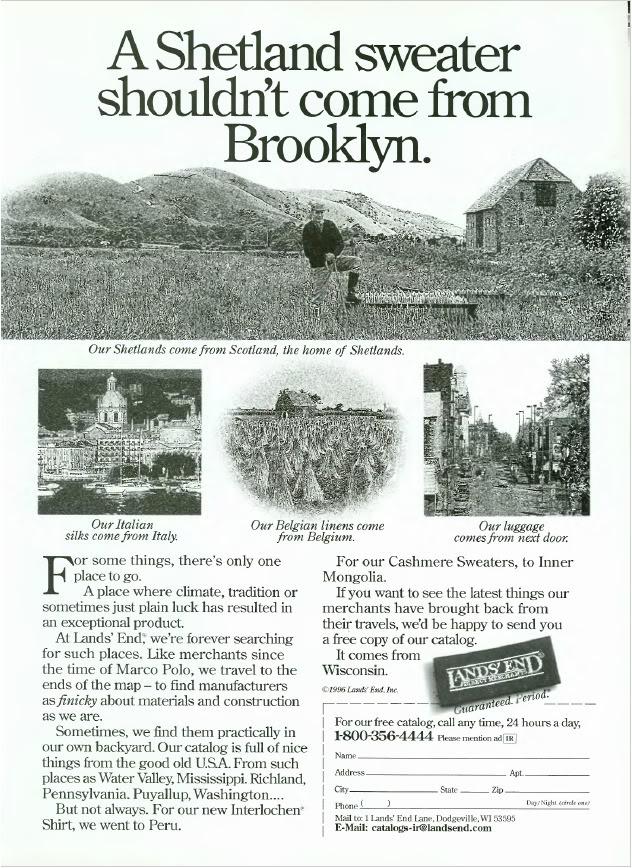 A Shetland sweater
shouldn't come from
Brooklyn.
Our Shetlands come from Scotland, the home of Shetlands.
Our Italian
silks come from Italy.
Our Belgian linens come
from Belgium.
Our luggage
comes from next door.
For some things, there's only one
place to go.
A place where climate, tradition or
sometimes just plain luck has resulted in
an exceptional product.
At Lands' End®, we're forever searching
for such places. Like merchants since
the time of Marco Polo, we travel to the
ends of the map – to find manufacturers
as finicky about materials and construction
as we are.
Sometimes, we find them practically in
our own backyard. Our catalog is full of nice
things from the good old U.S.A. From such
places as Water Valley, Mississippi. Richland,
Pennsylvania. Puyallup, Washington....
But not always. For our new Interlochen®
Shirt, we went to Peru.
For our Cashmere Sweaters, to Inner
Mongolia.
If you want to see the latest things our
merchants have brought back from
their travels, we'd be happy to send you
a free copy of our catalog.
It comes from
Wisconsin.
LANDS' END®
DIRECT MERCHANTS
Guaranteed. Period.®
©1996 Lands' End, Inc.
For our free catalog, call any time, 24 hours a day,
1-800-356-4444 Please mention ad IR
Name
Address Apt.
City State Zip
Phone ( ) Day/Night (circle one)
Mail to: 1 Lands' End Lane, Dodgeville, WI 53595
E-Mail: catalogs-ir@landsend.com